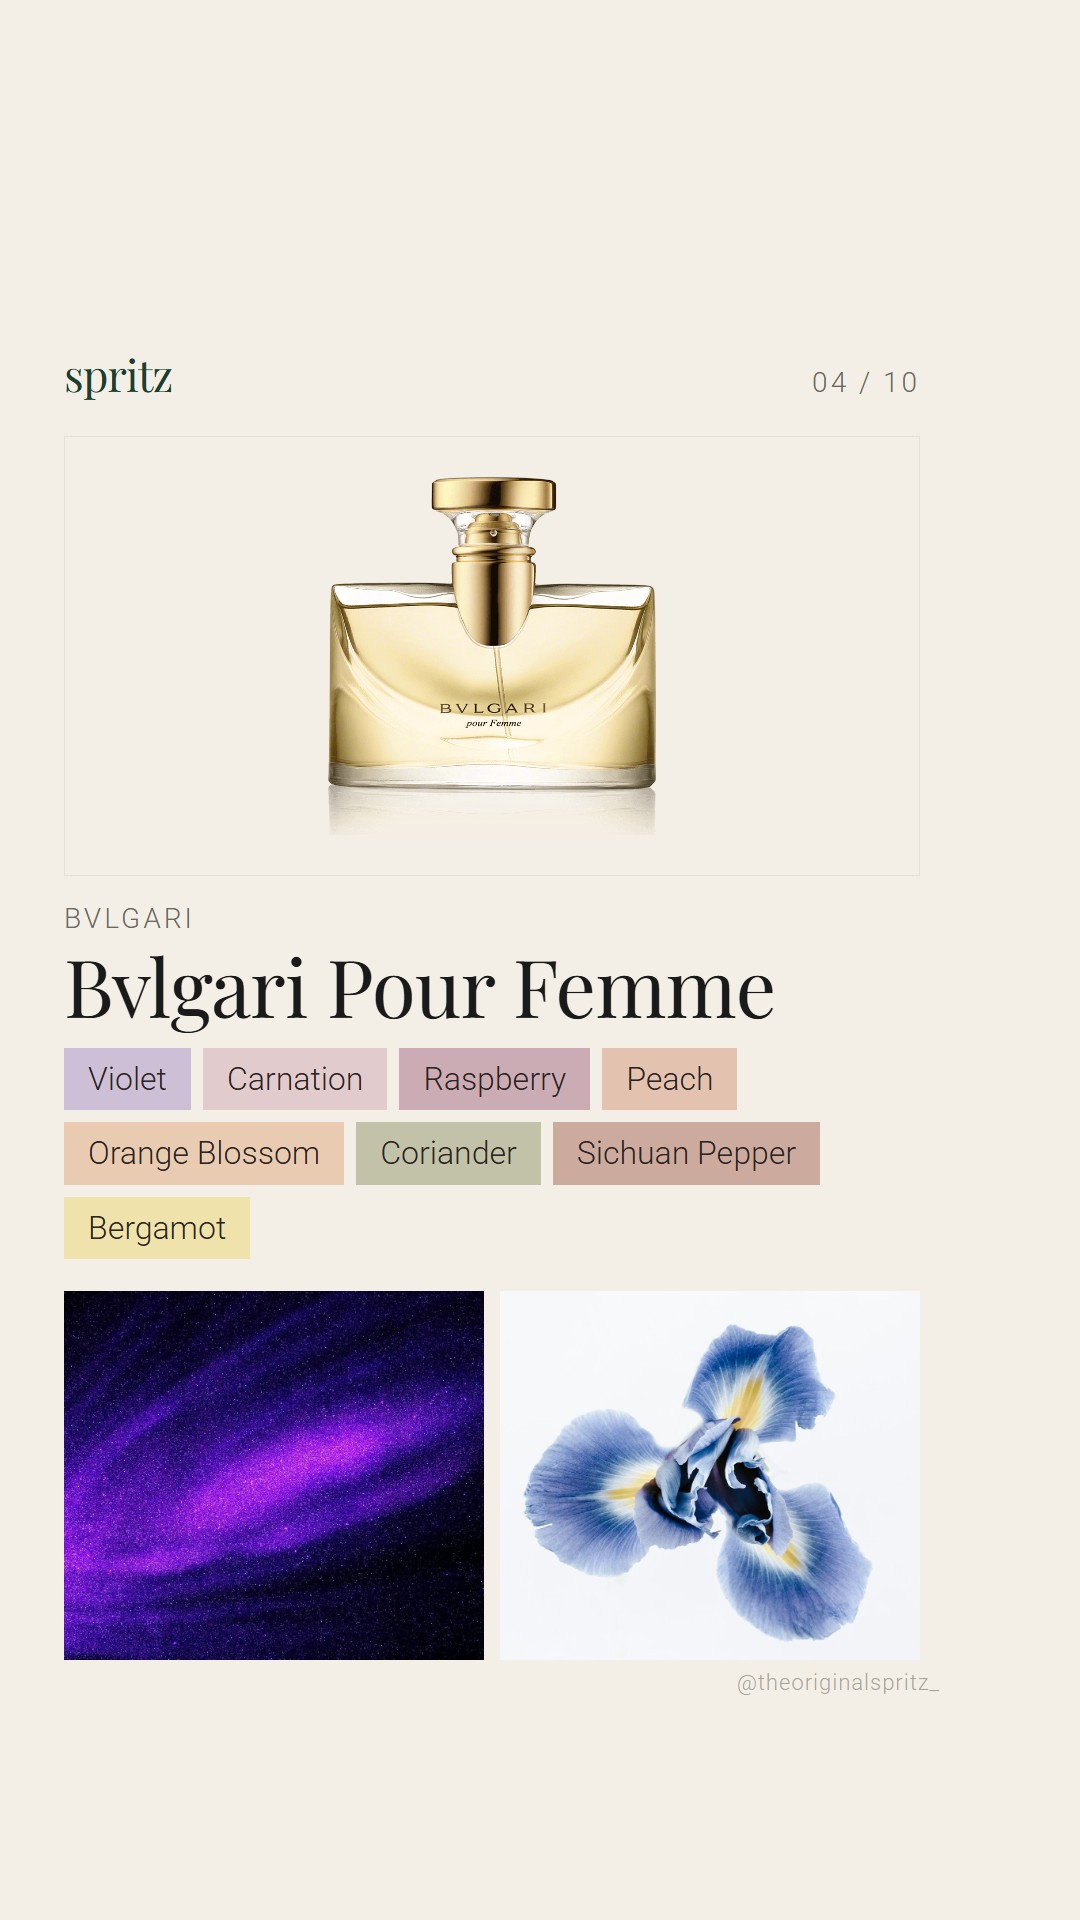 spritz
04 / 10
BVLGARI
pour Femme
BVLGARI
Bvlgari Pour Femme
Violet Carnation Raspberry Peach
Orange Blossom Coriander Sichuan Pepper
Bergamot
@theoriginalspritz_